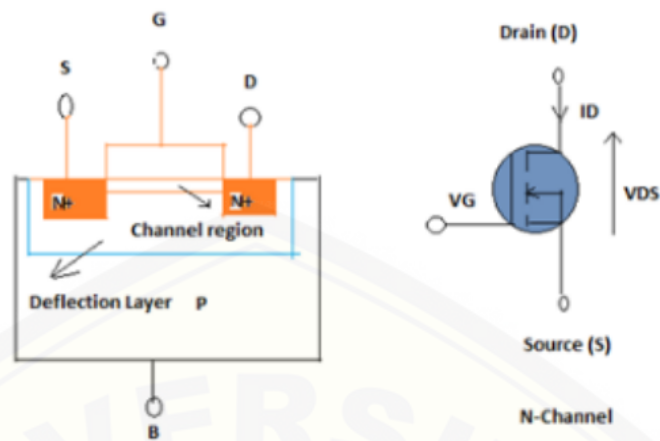 G
S
D
N+
N+
Channel region
Deflection Layer P
B
Drain (D)
ID
VDS
VG
Source (S)
N-Channel